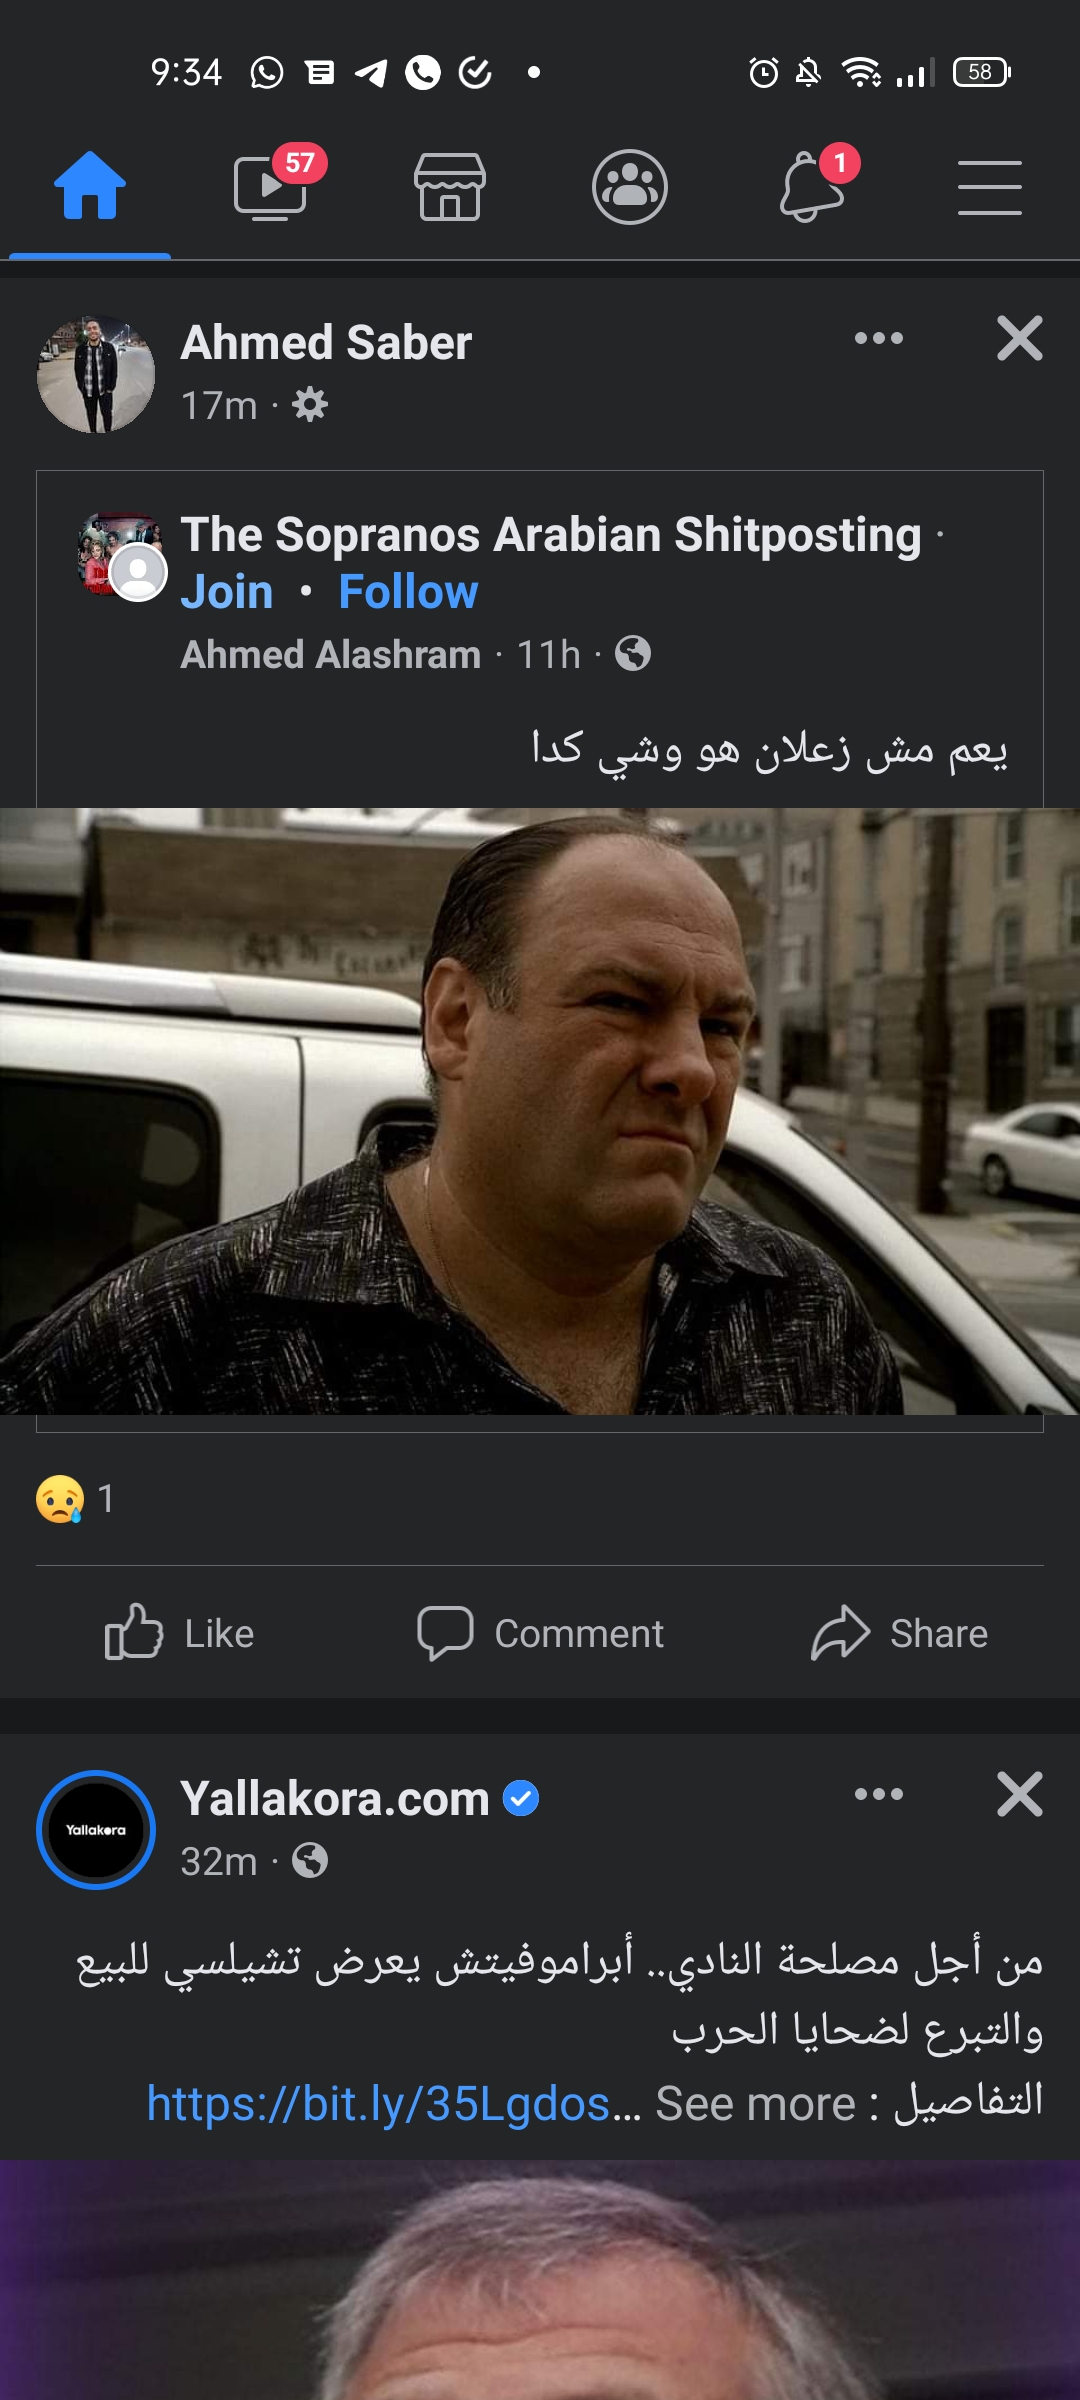 9:34
58
57
1
Ahmed Saber
17m ·
The Sopranos Arabian Shitposting ·
Join • Follow
Ahmed Alashram · 11h ·
يعم مش زعلان هو وشي كدا
1
Like Comment Share
Yallakora
Yallakora.com
32m ·
من أجل مصلحة النادي.. أبراموفيتش يعرض تشيلسي للبيع
والتبرع لضحايا الحرب
التفاصيل : https://bit.ly/35Lgdos... See more